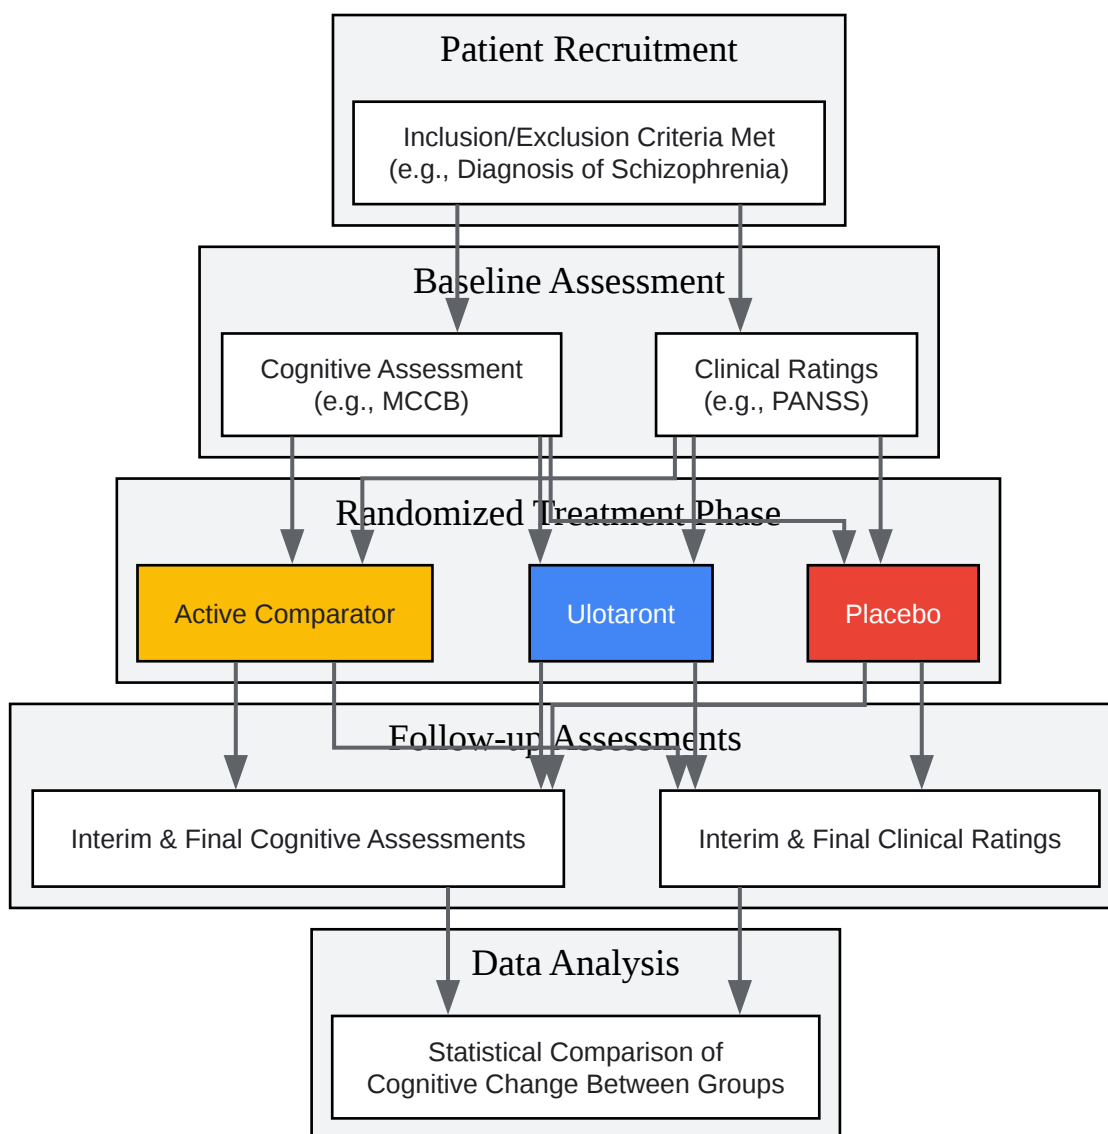 Patient Recruitment
Inclusion/Exclusion Criteria Met
(e.g., Diagnosis of Schizophrenia)
Baseline Assessment
Cognitive Assessment
(e.g., MCCB)
Clinical Ratings
(e.g., PANSS)
Randomized Treatment Phase
Active Comparator
Ulotaront
Placebo
Follow-up Assessments
Interim & Final Cognitive Assessments
Interim & Final Clinical Ratings
Data Analysis
Statistical Comparison of
Cognitive Change Between Groups